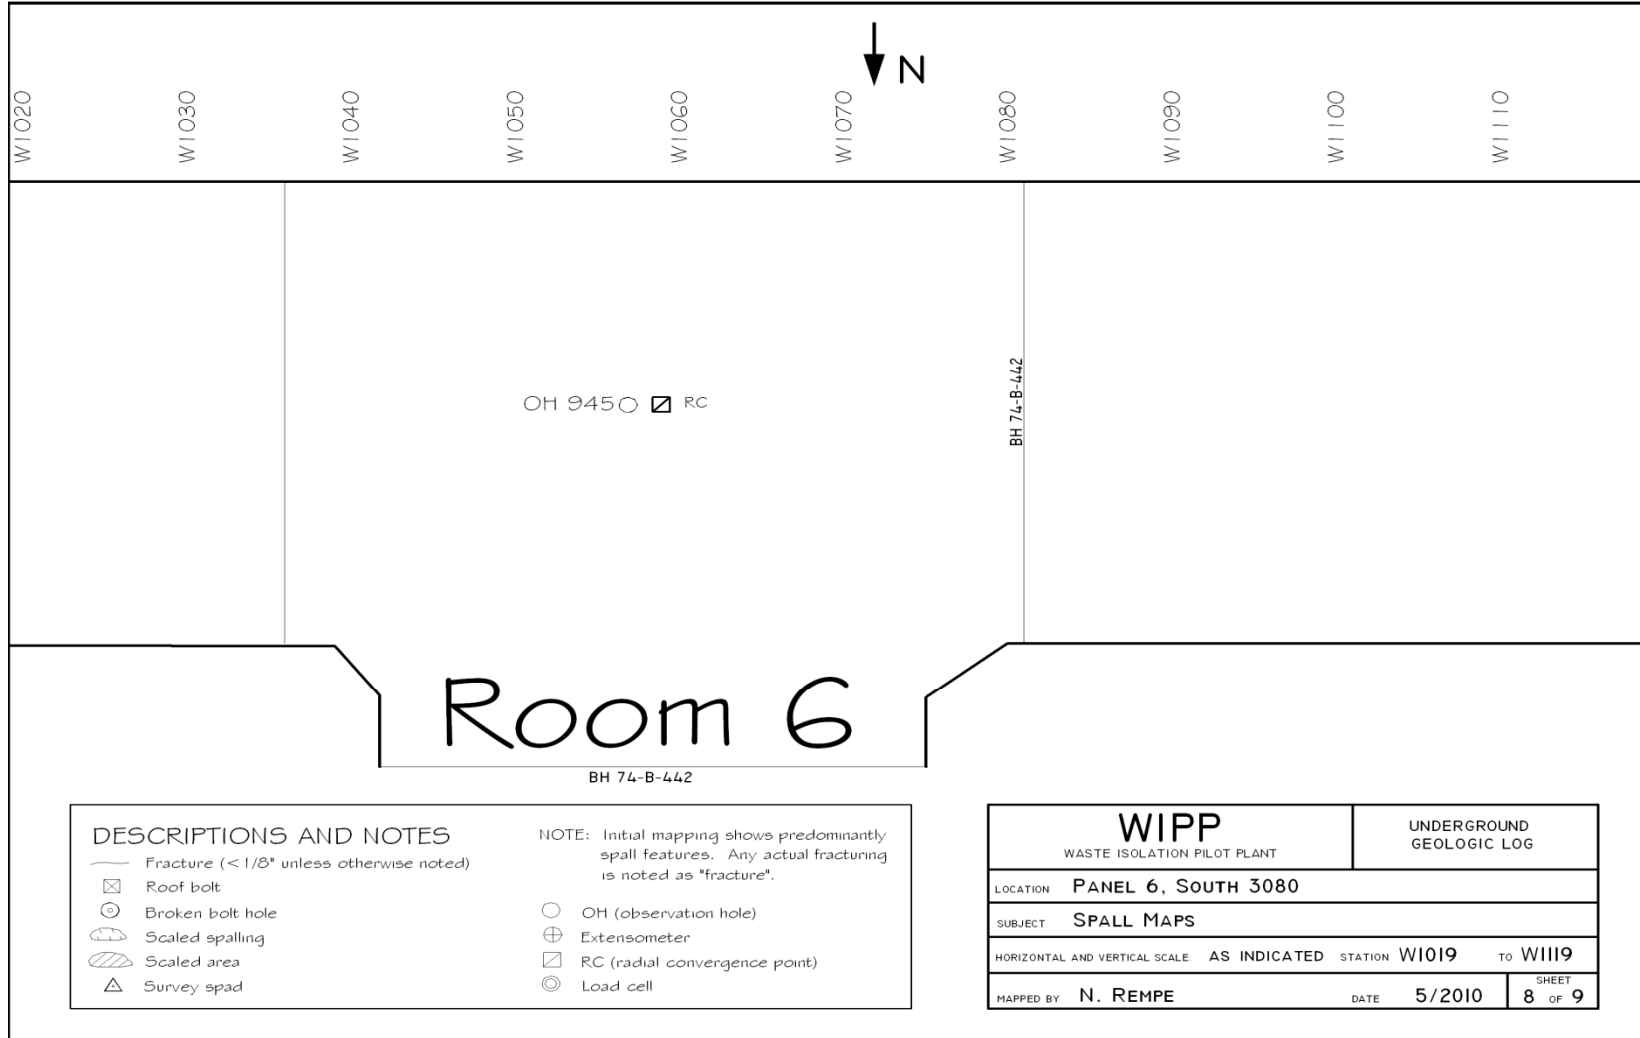 N
W1020
W1030
W1040
W1050
W1060
W1070
W1080
W1090
W1100
W1110
OH 945 RC
BH 74-B-442
Room 6
BH 74-B-442
DESCRIPTIONS AND NOTES
Fracture (< 1/8" unless otherwise noted)
Roof bolt
Broken bolt hole
Scaled spalling
Scaled area
Survey spad
NOTE: Initial mapping shows predominantly
spall features. Any actual fracturing
is noted as "fracture".
OH (observation hole)
Extensometer
RC (radial convergence point)
Load cell
WIPP
WASTE ISOLATION PILOT PLANT
UNDERGROUND
GEOLOGIC LOG
LOCATION PANEL 6, SOUTH 3080
SUBJECT SPALL MAPS
HORIZONTAL AND VERTICAL SCALE: AS INDICATED STATION W1019 TO W1119
MAPPED BY N. REMPE DATE 5/2010
SHEET
8 OF 9